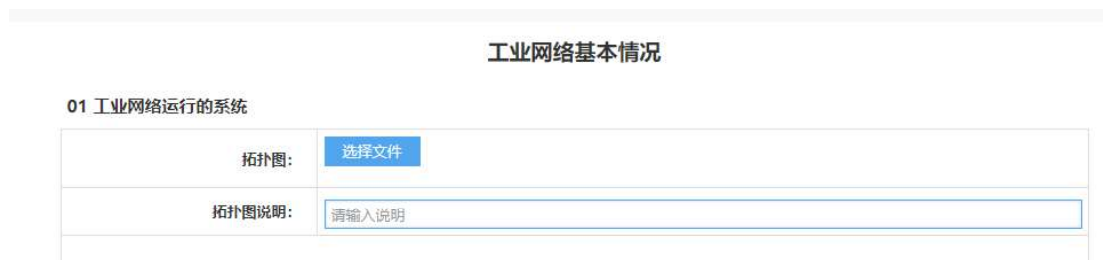 工业网络基本情况
01 工业网络运行的系统
拓扑图：
选择文件
拓扑图说明：
请输入说明